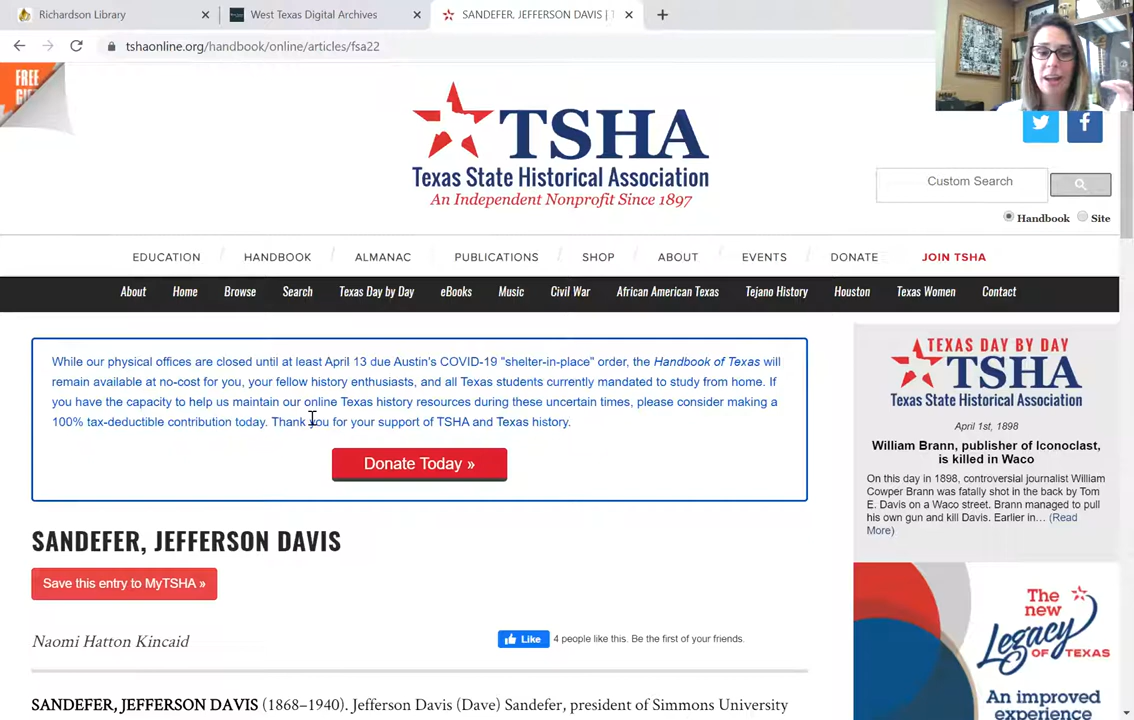 Richardson Library
West Texas Digital Archives
SANDEFER, JEFFERSON DAVIS |
tshaonline.org/handbook/online/articles/fsa22
FREE
TSHA
Texas State Historical Association
An Independent Nonprofit Since 1897
Custom Search
Handbook Site
EDUCATION HANDBOOK ALMANAC PUBLICATIONS SHOP ABOUT EVENTS DONATE JOIN TSHA
About Home Browse Search Texas Day by Day eBooks Music Civil War African American Texas Tejano History Houston Texas Women Contact
While our physical offices are closed until at least April 13 due Austin's COVID-19 "shelter-in-place" order, the Handbook of Texas will
remain available at no-cost for you, your fellow history enthusiasts, and all Texas students currently mandated to study from home. If
you have the capacity to help us maintain our online Texas history resources during these uncertain times, please consider making a
100% tax-deductible contribution today. Thank you for your support of TSHA and Texas history.
Donate Today »
SANDEFER, JEFFERSON DAVIS
Save this entry to MyTSHA »
Naomi Hatton Kincaid
Like 4 people like this. Be the first of your friends.
SANDEFER, JEFFERSON DAVIS (1868–1940). Jefferson Davis (Dave) Sandefer, president of Simmons University
TEXAS DAY BY DAY
TSHA
Texas State Historical Association
April 1st, 1898
William Brann, publisher of Iconoclast,
is killed in Waco
On this day in 1898, controversial journalist William
Cowper Brann was fatally shot in the back by Tom
E. Davis on a Waco street. Brann managed to pull
his own gun and kill Davis. Earlier in... (Read
More)
The
new
Legacy
OF TEXAS
An improved
experience